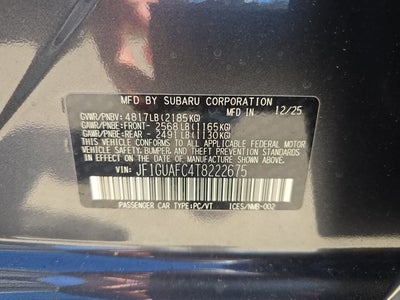 MFD BY SUBARU CORPORATION IN 12/25
GVWR/PNBV: 4817LB(2185KG)
GAWR/PNBE: FRONT- 2568LB(1165KG)
GAWR/PNBE: REAR - 2491LB(1130KG)
THIS VEHICLE CONFORMS
TO ALL APPLICABLE FEDERAL MOTOR
VEHICLE SAFETY, BUMPER, AND THEFT
PREVENTION STANDARDS IN EFFECT
ON THE DATE OF MANUFACTURE SHOWN ABOVE.
VIN: JF1GUAFC4T8222675
PASSENGER CAR TYPE:PC/VT ICES/NMB-002